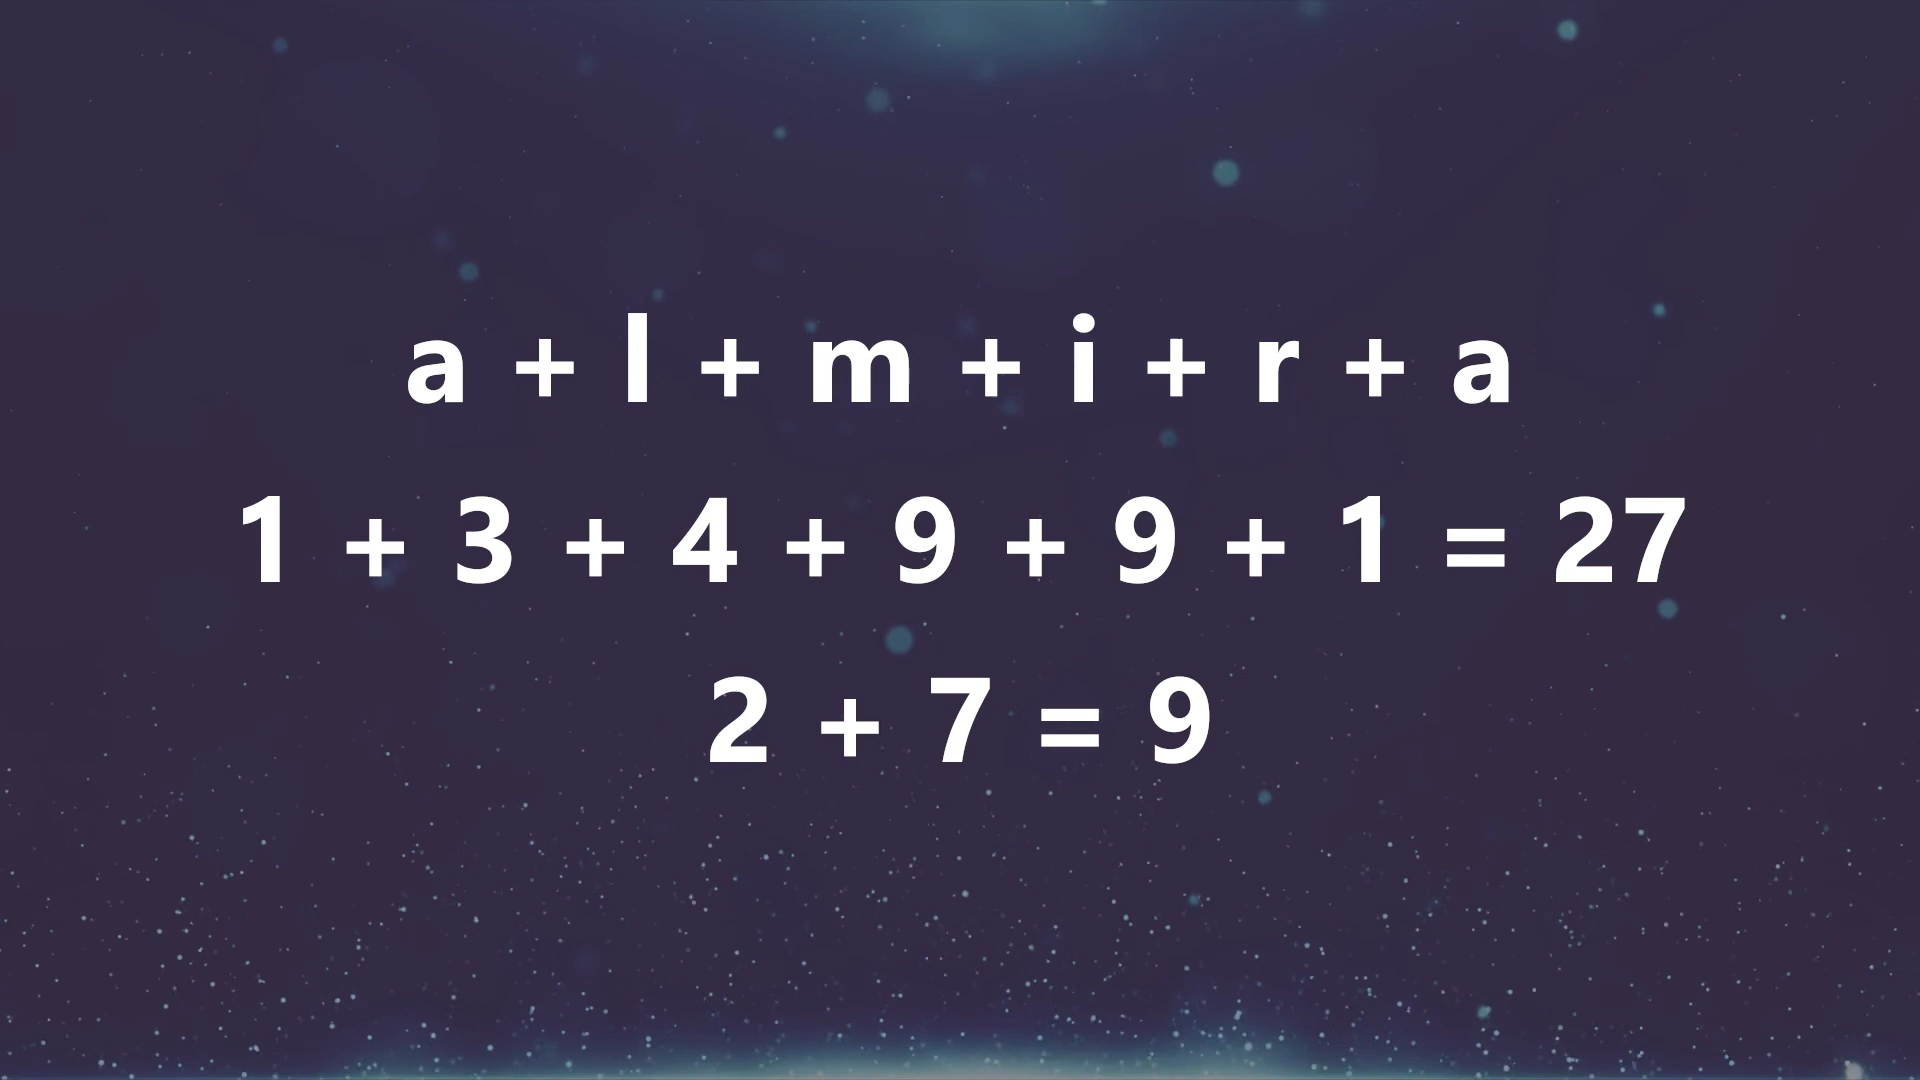 a + l + m + i + r + a
1 + 3 + 4 + 9 + 9 + 1 = 27
2 + 7 = 9